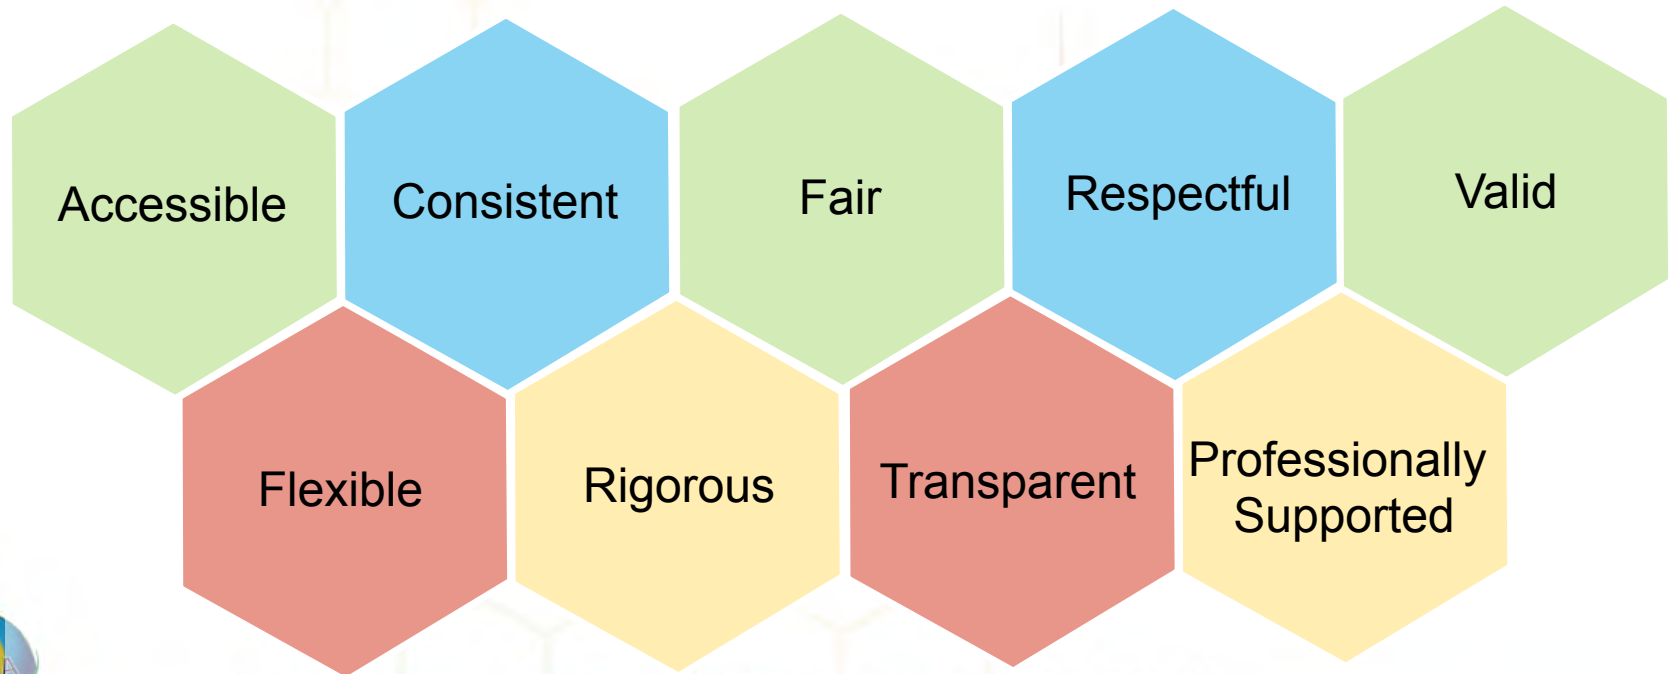 Accessible
Consistent
Fair
Respectful
Valid
Flexible
Rigorous
Transparent
Professionally
Supported